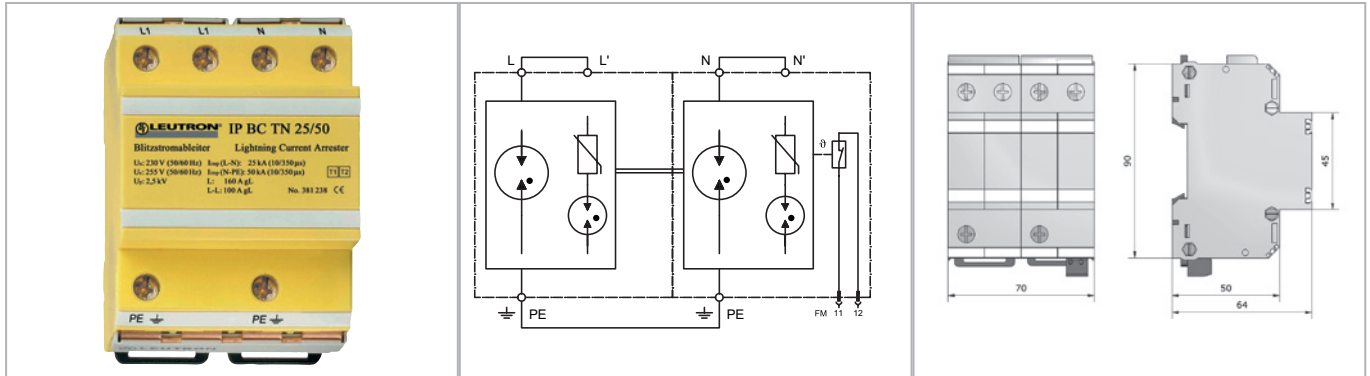 L1 L1 N N
LEUTRON® IP BC TN 25/50
Blitzstromableiter Lightning Current Arrester
Uₙ: 230 V (50/60 Hz) Iimp (L-N): 25 kA (10/350 µs)
Uc: 255 V (50/60 Hz) Iimp (N-PE): 50 kA (10/350 µs)
Up: 2,5 kV L: 160 A gL T1 T2
L-L: 100 A gL No. 381 238 CE
PE PE
LEUTRON
L L' N N'
ϑ
PE PE FM 11 12
90
45
70
50
64